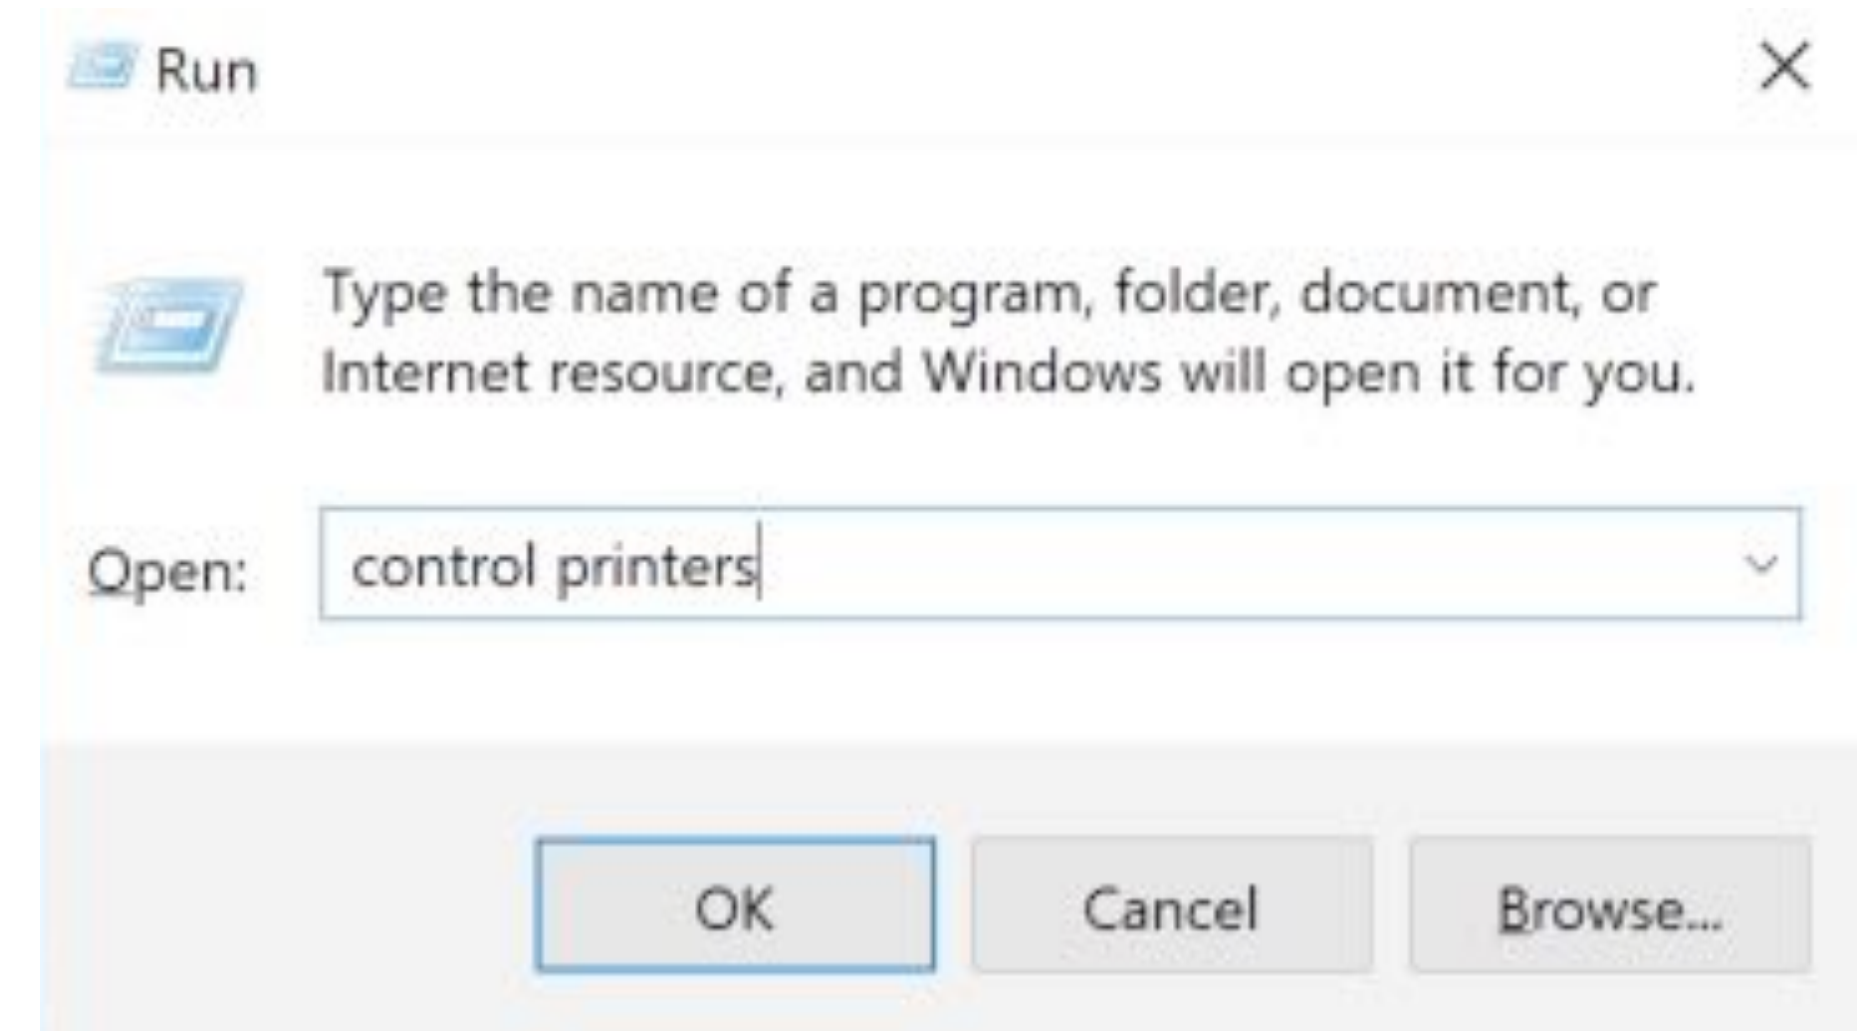 Run
Type the name of a program, folder, document, or
Internet resource, and Windows will open it for you.
Open: control printers
OK Cancel Browse...